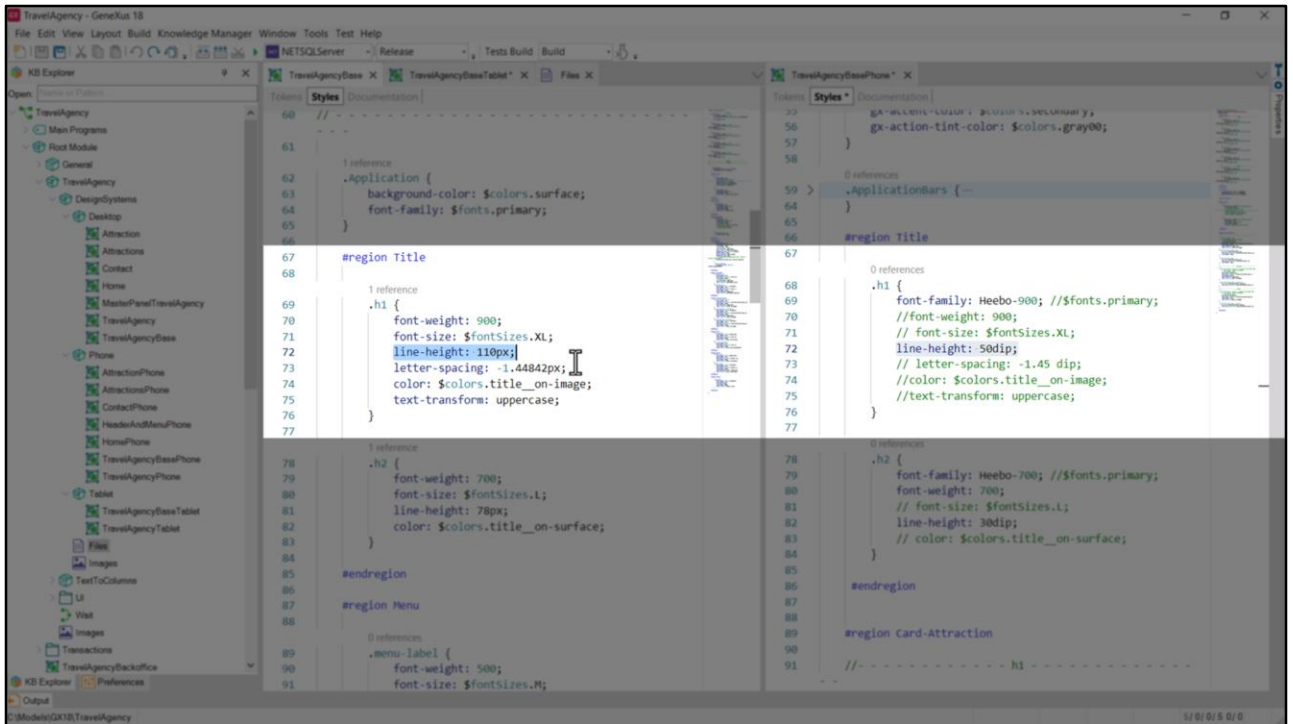 TravelAgency - GeneXus 18
File Edit View Layout Build Knowledge Manager Window Tools Test Help
NETSQLServer Release Tests Build Build
KB Explorer
Open:
TravelAgency
Main Programs
Root Module
General
TravelAgency
DesignSystems
Desktop
Attraction
Attractions
Contact
Home
MasterPanelTravelAgency
TravelAgency
TravelAgencyBase
Phone
AttractionPhone
AttractionsPhone
ContactPhone
HeaderAndMenuPhone
HomePhone
TravelAgencyBasePhone
TravelAgencyPhone
Tablet
TravelAgencyBaseTablet
TravelAgencyTablet
Files
Images
TextToColumns
UI
Wait
Images
Transactions
TravelAgencyBackoffice
KB Explorer Preferences
Output
C:\Models\GX18\TravelAgency
TravelAgencyBase TravelAgencyBaseTablet* Files
Tokens Styles Documentation
60 // - - - - - - - - - - - - - - - - - - - - - - - -
- - -
61
1 reference
62 .Application {
63 background-color: $colors.surface;
64 font-family: $fonts.primary;
65 }
66
67 #region Title
68
1 reference
69 .h1 {
70 font-weight: 900;
71 font-size: $fontSizes.XL;
72 line-height: 110px;
73 letter-spacing: -1.44842px;
74 color: $colors.title__on-image;
75 text-transform: uppercase;
76 }
77
1 reference
78 .h2 {
79 font-weight: 700;
80 font-size: $fontSizes.L;
81 line-height: 78px;
82 color: $colors.title__on-surface;
83 }
84
85 #endregion
86
87 #region Menu
88
0 references
89 .menu-label {
90 font-weight: 500;
91 font-size: $fontSizes.M;
TravelAgencyBasePhone*
Tokens Styles * Documentation
55 gx-accent-color: $colors.secondary;
56 gx-action-tint-color: $colors.gray00;
57 }
58
0 references
59 .ApplicationBars {
64 }
65
66 #region Title
67
0 references
68 .h1 {
69 font-family: Heebo-900; //$fonts.primary;
70 //font-weight: 900;
71 // font-size: $fontSizes.XL;
72 line-height: 50dip;
73 // letter-spacing: -1.45 dip;
74 //color: $colors.title__on-image;
75 //text-transform: uppercase;
76 }
77
0 references
78 .h2 {
79 font-family: Heebo-700; //$fonts.primary;
80 font-weight: 700;
81 // font-size: $fontSizes.L;
82 line-height: 30dip;
83 // color: $colors.title__on-surface;
84 }
85
86 #endregion
87
88
89 #region Card-Attraction
90
91 //- - - - - - - - - - - - h1 - - - - - - - - - - - - -
- -
Properties